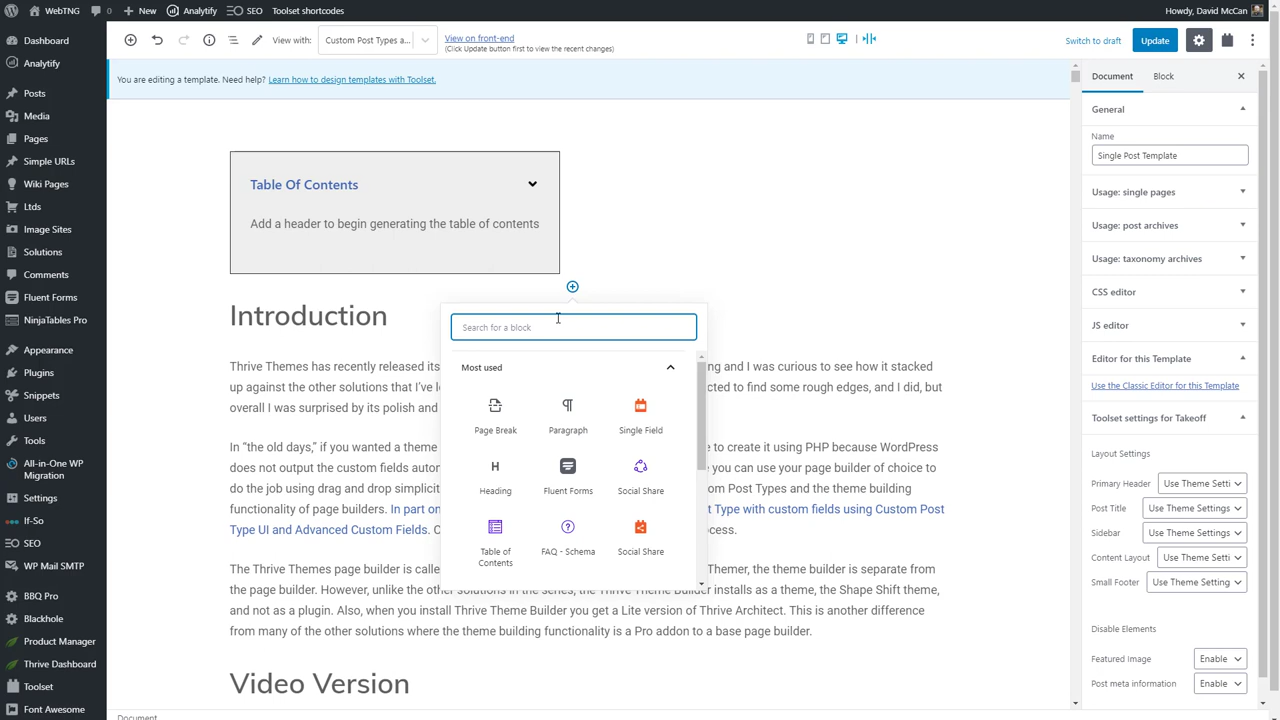 WebTNG
0
New
Analytify
SEO
Toolset shortcuts
Howdy, David McCan
Dashboard
Analytify
Posts
Media
Pages
Simple URLs
Wiki Pages
Ltds
Image Sites
Solutions
Comments
Fluent Forms
NinjaTables Pro
Appearance
Plugins
Snippets
Users
Tools
All-in-One WP
Migration
Settings
If-So
SEO
WP Mail SMTP
BBQ Pro
Blackhole
Product Manager
Thrive Dashboard
Toolset
Font Awesome
View with:
Custom Post Types a...
View on front-end
(Click Update button first to view the recent changes)
Switch to draft
Update
You are editing a template. Need help? Learn how to design templates with Toolset.
Table Of Contents
Add a header to begin generating the table of contents
Introduction
Search for a block
Most used
Page Break
Paragraph
Single Field
Heading
Fluent Forms
Social Share
Table of
Contents
FAQ - Schema
Social Share
Thrive Themes has recently released its ng and I was curious to see how it stacked
up against the other solutions that I've cted to find some rough edges, and I did, but
overall I was surprised by its polish and
In “the old days,” if you wanted a theme e to create it using PHP because WordPress
does not output the custom fields autom you can use your page builder of choice to
do the job using drag and drop simplicit om Post Types and the theme building
functionality of page builders. In part on t Type with custom fields using Custom Post
Type UI and Advanced Custom Fields. C ocess.
The Thrive Themes page builder is calle Themer, the theme builder is separate from
the page builder. However, unlike the other solutions in the series, the Thrive Theme Builder installs as a theme, the Shape Shift theme,
and not as a plugin. Also, when you install Thrive Theme Builder you get a Lite version of Thrive Architect. This is another difference
from many of the other solutions where the theme building functionality is a Pro addon to a base page builder.
Video Version
Document
Document
Block
General
Name
Single Post Template
Usage: single pages
Usage: post archives
Usage: taxonomy archives
CSS editor
JS editor
Editor for this Template
Use the Classic Editor for this Template
Toolset settings for Takeoff
Layout Settings
Primary Header
Use Theme Setti
Post Title
Use Theme Settings
Sidebar
Use Theme Settings
Content Layout
Use Theme Setti
Small Footer
Use Theme Setting
Disable Elements
Featured Image
Enable
Post meta information
Enable